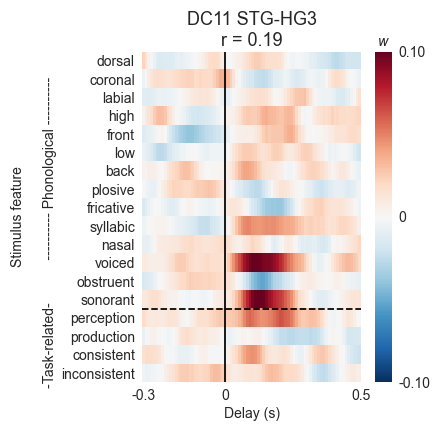 DC11 STG-HG3
r = 0.19
w
dorsal
coronal
labial
high
front
low
back
plosive
fricative
syllabic
nasal
voiced
obstruent
sonorant
perception
production
consistent
inconsistent
Stimulus feature
-Task-related- ---------- Phonological ----------
0.10
0
-0.10
-0.3 0 0.5
Delay (s)